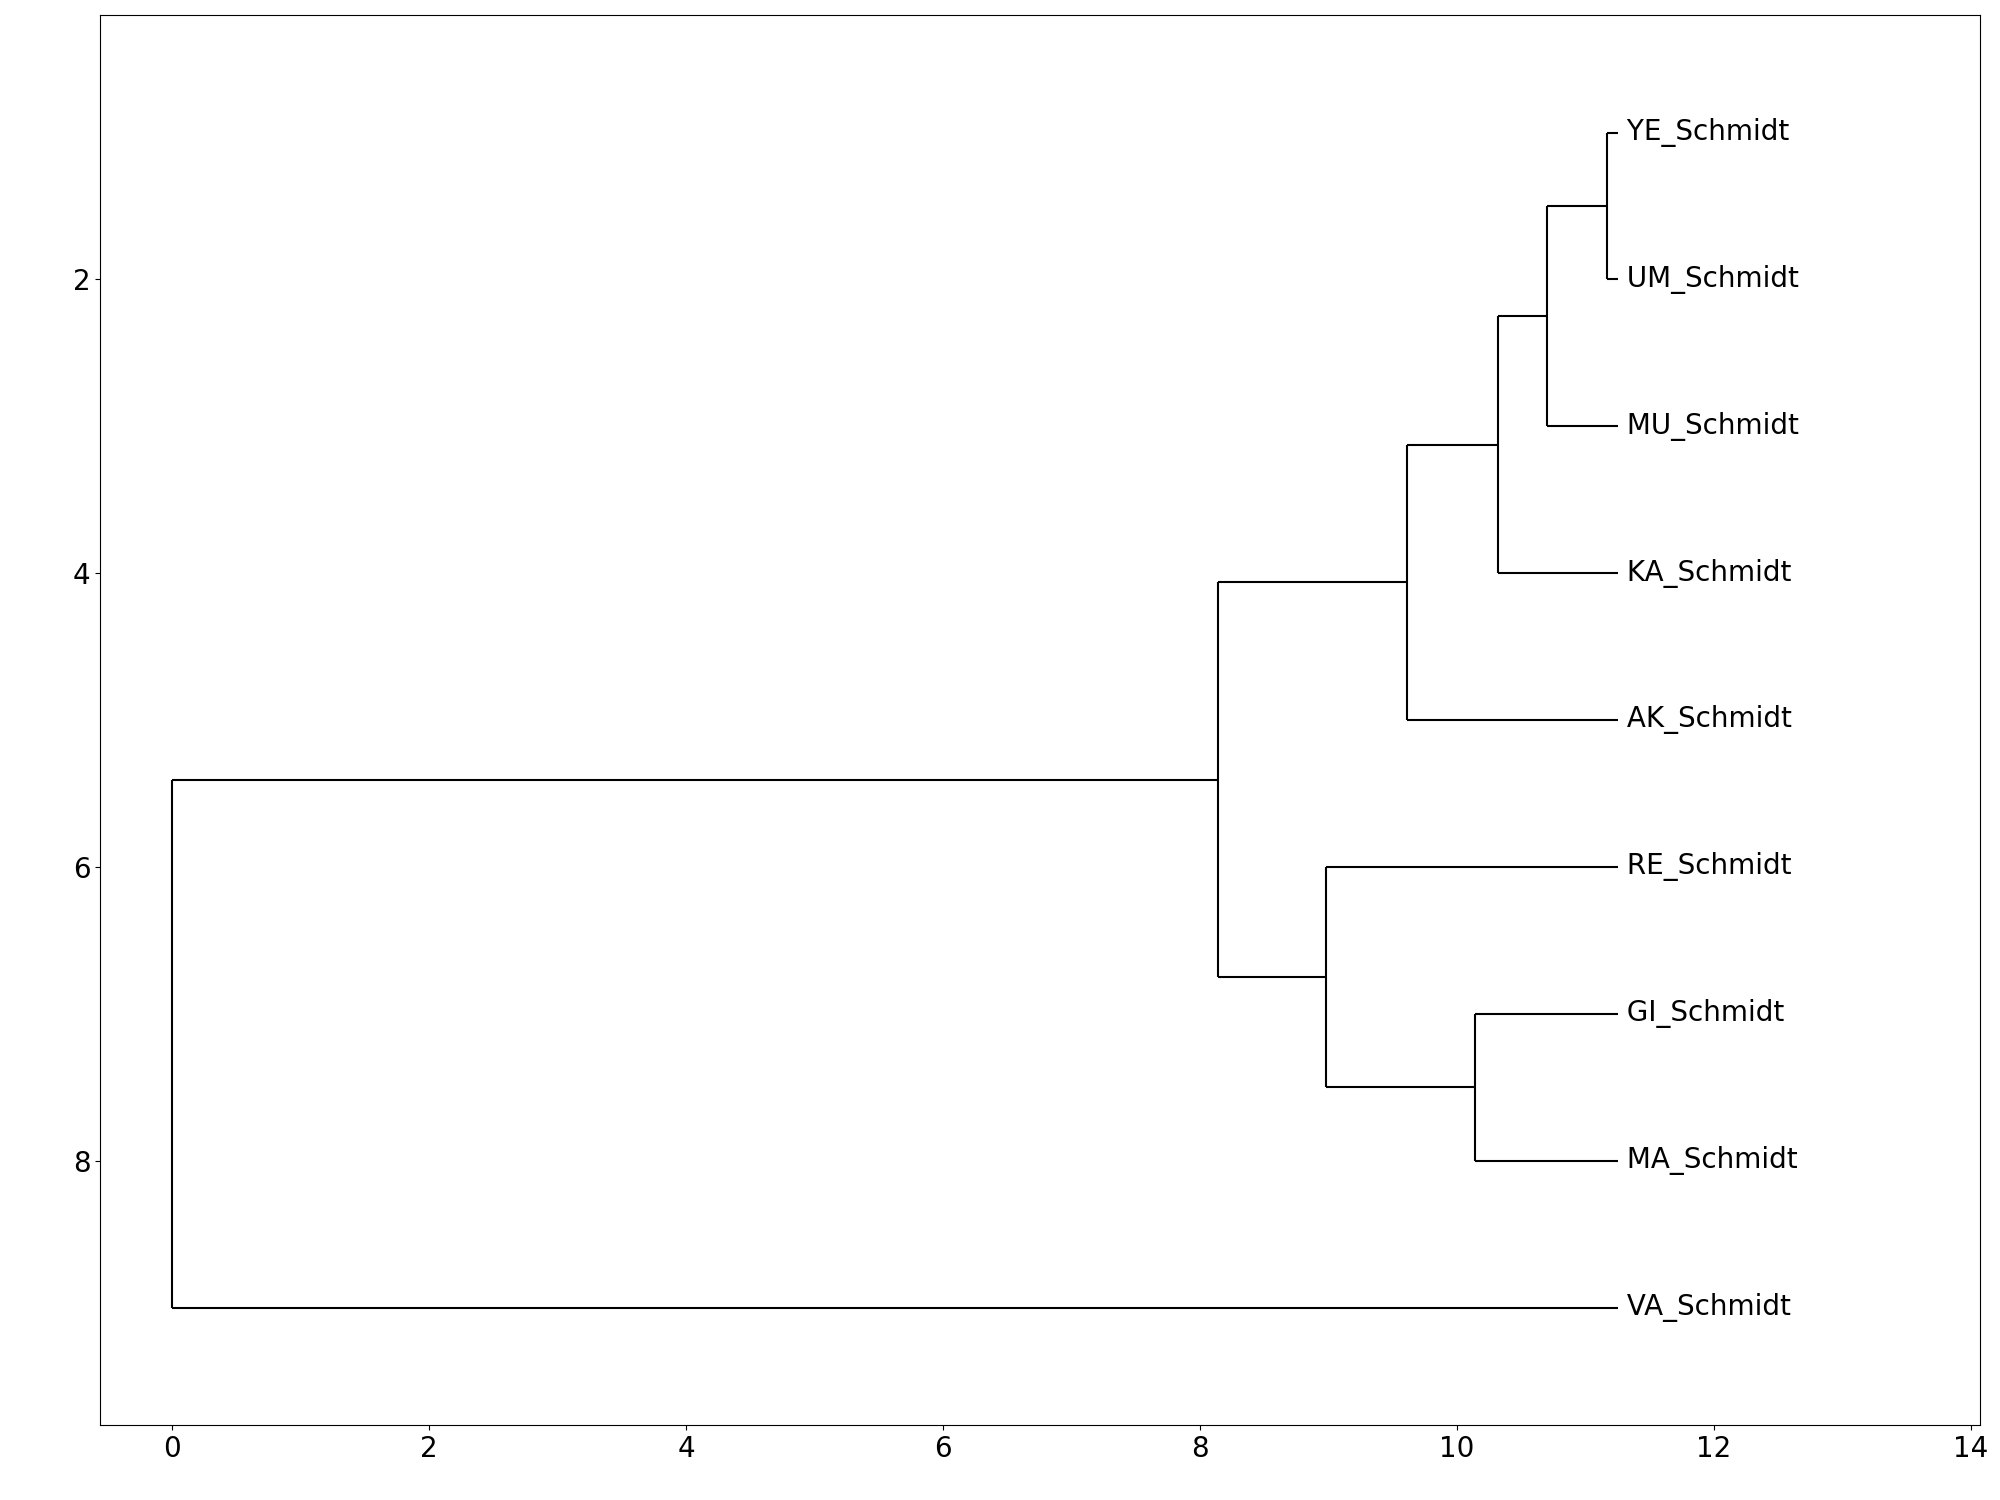 YE_Schmidt
UM_Schmidt
2
MU_Schmidt
KA_Schmidt
4
AK_Schmidt
RE_Schmidt
6
GI_Schmidt
MA_Schmidt
8
VA_Schmidt
0 2 4 6 8 10 12 14